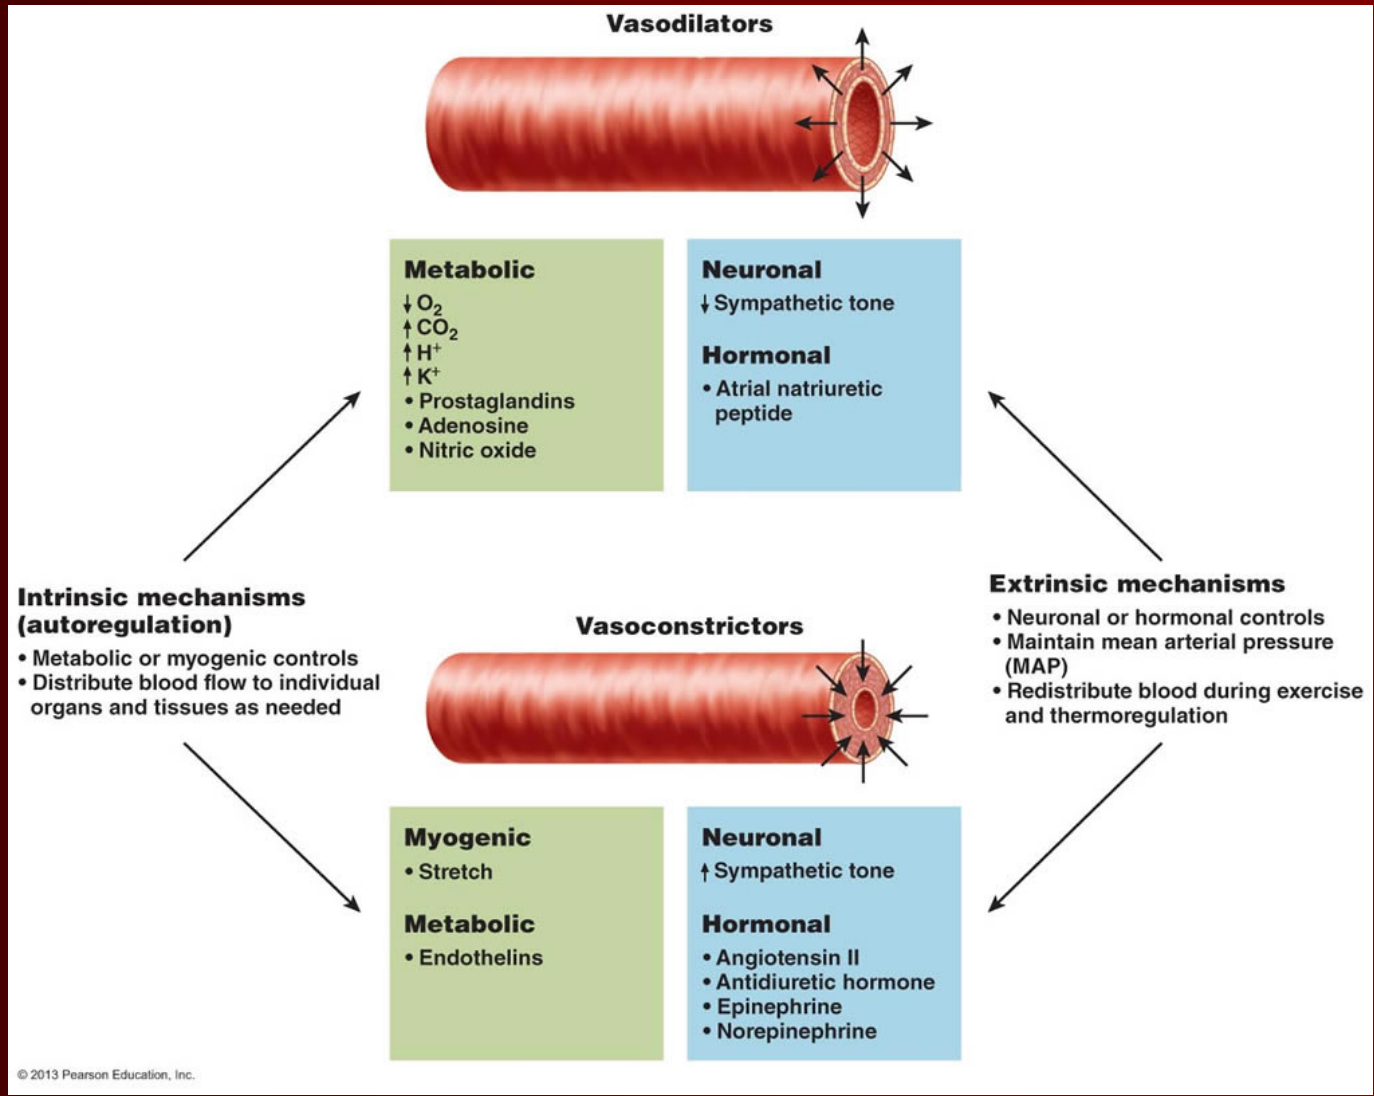 Vasodilators
Metabolic
↓ O₂
↑ CO₂
↑ H⁺
↑ K⁺
• Prostaglandins
• Adenosine
• Nitric oxide
Neuronal
↓ Sympathetic tone
Hormonal
• Atrial natriuretic
peptide
Intrinsic mechanisms
(autoregulation)
• Metabolic or myogenic controls
• Distribute blood flow to individual
organs and tissues as needed
Extrinsic mechanisms
• Neuronal or hormonal controls
• Maintain mean arterial pressure
(MAP)
• Redistribute blood during exercise
and thermoregulation
Vasoconstrictors
Myogenic
• Stretch
Metabolic
• Endothelins
Neuronal
↑ Sympathetic tone
Hormonal
• Angiotensin II
• Antidiuretic hormone
• Epinephrine
• Norepinephrine
© 2013 Pearson Education, Inc.